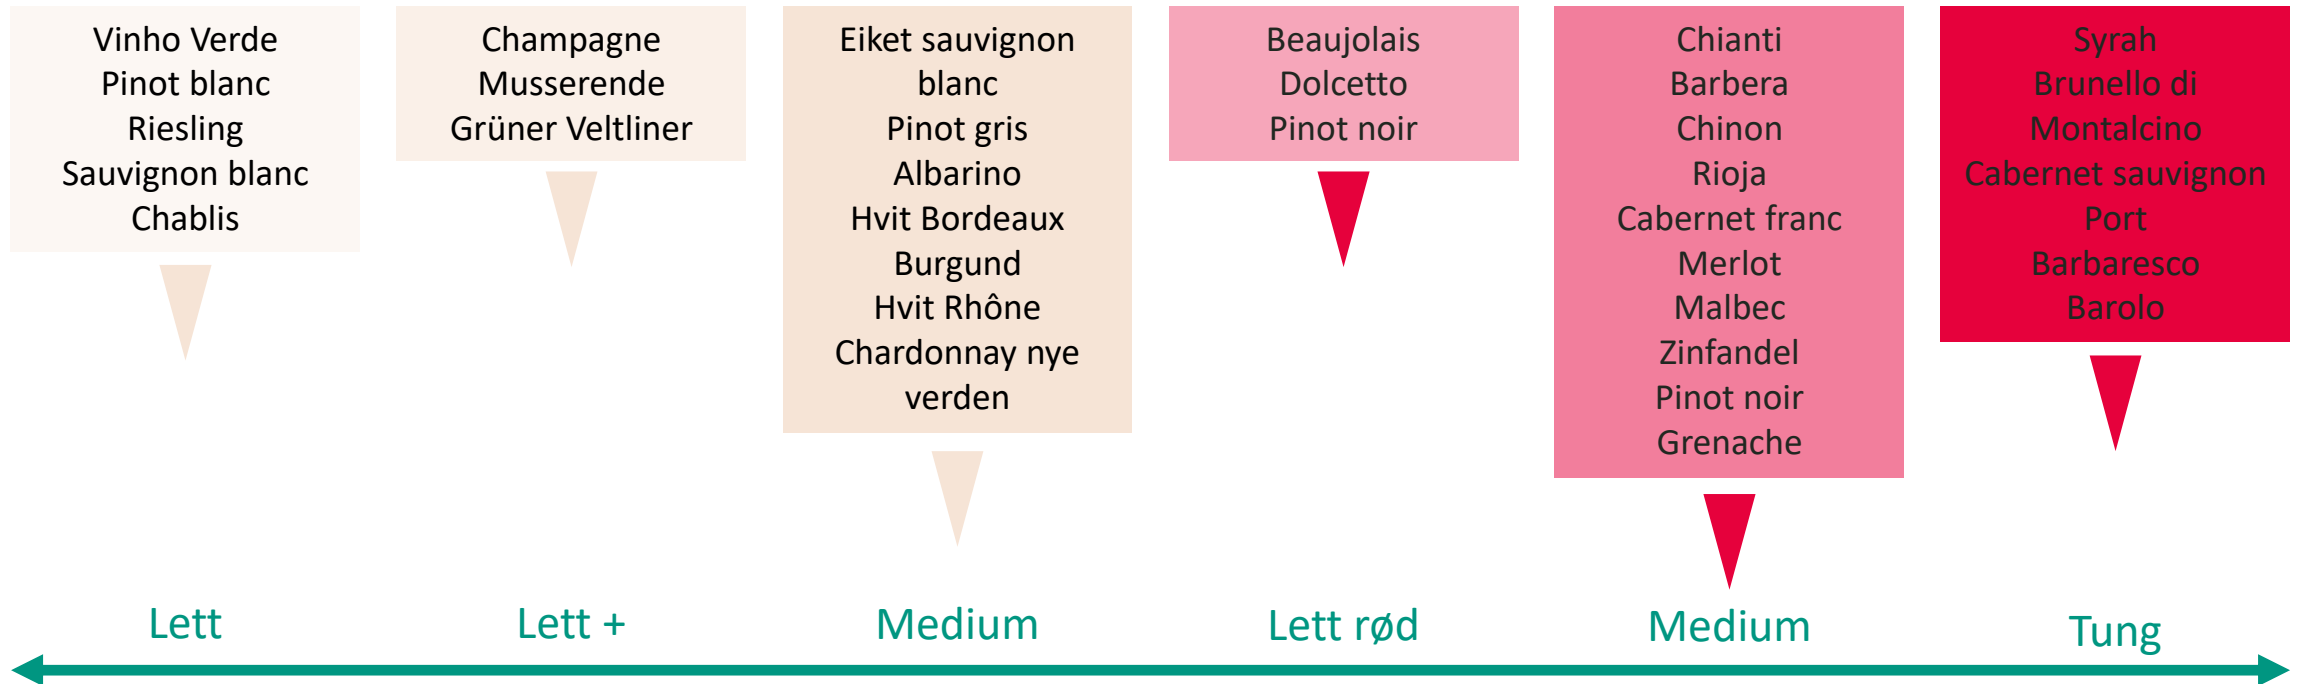 Vinho Verde
Pinot blanc
Riesling
Sauvignon blanc
Chablis
Champagne
Musserende
Grüner Veltliner
Eiket sauvignon
blanc
Pinot gris
Albarino
Hvit Bordeaux
Burgund
Hvit Rhône
Chardonnay nye
verden
Beaujolais
Dolcetto
Pinot noir
Chianti
Barbera
Chinon
Rioja
Cabernet franc
Merlot
Malbec
Zinfandel
Pinot noir
Grenache
Syrah
Brunello di
Montalcino
Cabernet sauvignon
Port
Barbaresco
Barolo
Lett
Lett +
Medium
Lett rød
Medium
Tung